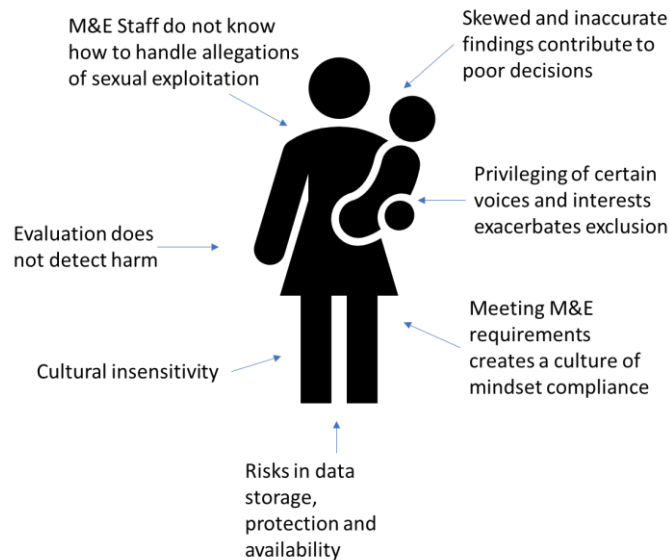 M&E Staff do not know
how to handle allegations
of sexual exploitation
Skewed and inaccurate
findings contribute to
poor decisions
Privileging of certain
voices and interests
exacerbates exclusion
Evaluation does
not detect harm
Meeting M&E
requirements
creates a culture of
mindset compliance
Cultural insensitivity
Risks in data
storage,
protection and
availability